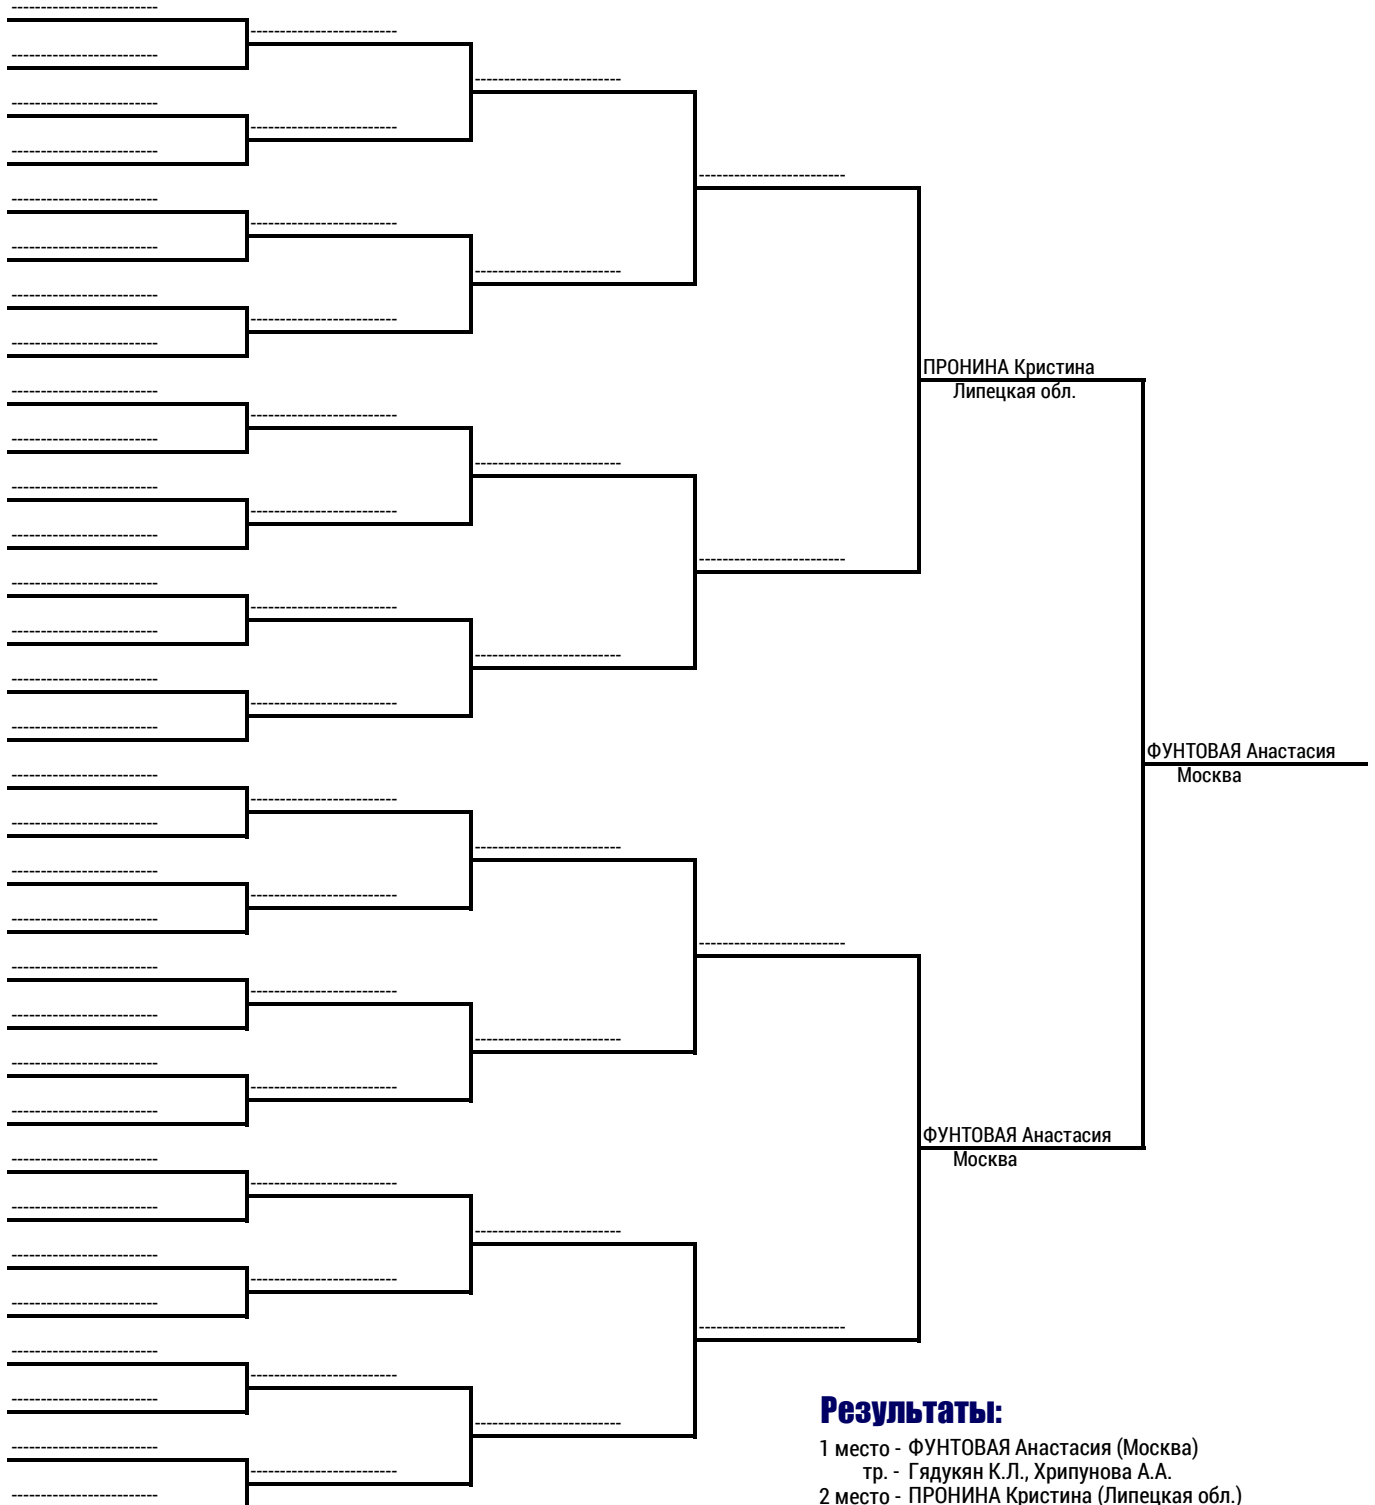 ПРОНИНА Кристина
Липецкая обл.
ФУНТОВАЯ Анастасия
Москва
ФУНТОВАЯ Анастасия
Москва
Результаты:
1 место - ФУНТОВАЯ Анастасия (Москва)
тр. - Гядукян К.Л., Хрипунова А.А.
2 место - ПРОНИНА Кристина (Липецкая обл.)